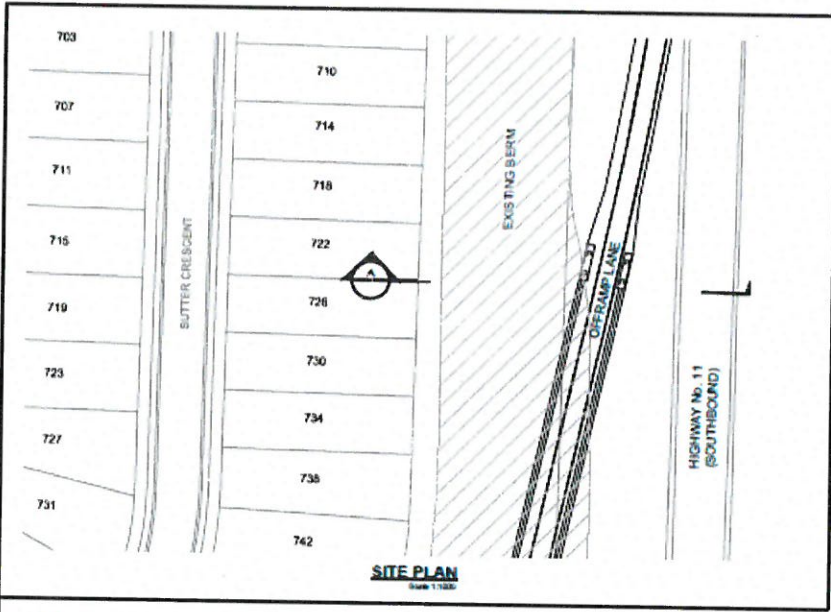 703
707
711
715
719
723
727
731
SUTTER CRESCENT
710
714
718
722
726
730
734
738
742
A
EXISTING BERM
OFFRAMP LANE
HIGHWAY No. 11
(SOUTHBOUND)
SITE PLAN